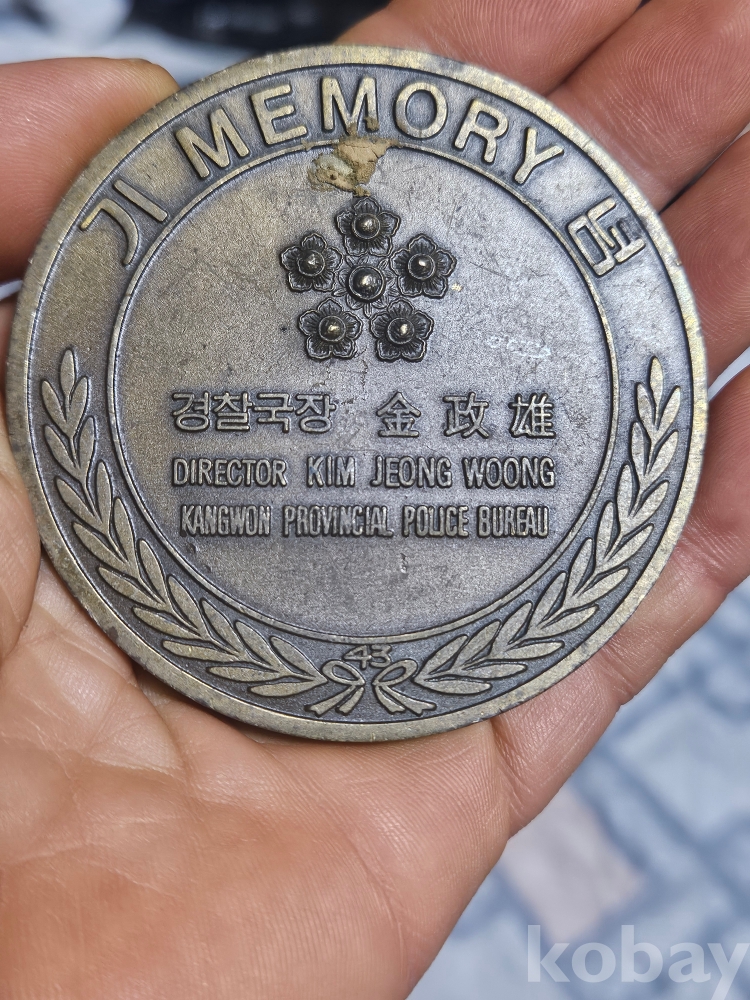 기 MEMORY 념
경찰국장 金政雄
DIRECTOR KIM JEONG WOONG
KANGWON PROVINCIAL POLICE BUREAU
43
kobay